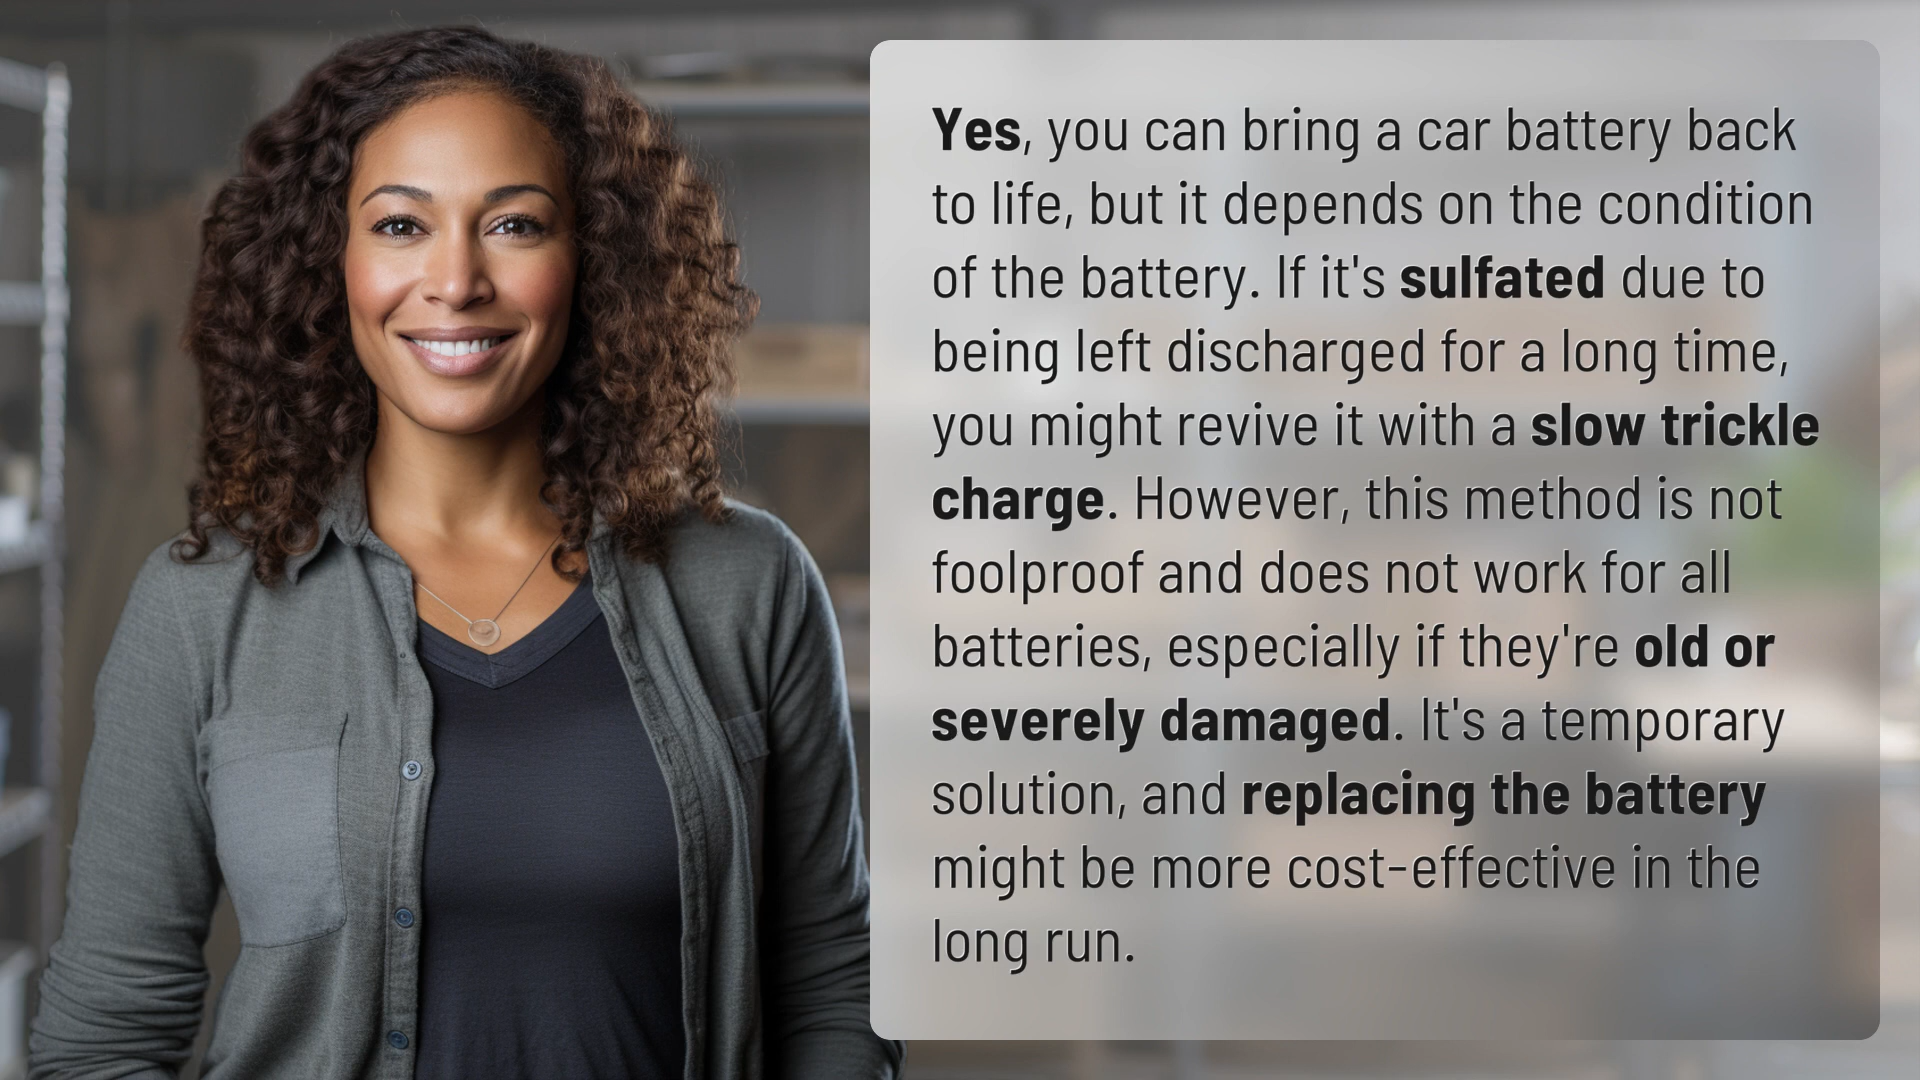 Yes, you can bring a car battery back
to life, but it depends on the condition
of the battery. If it's sulfated due to
being left discharged for a long time,
you might revive it with a slow trickle
charge. However, this method is not
foolproof and does not work for all
batteries, especially if they're old or
severely damaged. It's a temporary
solution, and replacing the battery
might be more cost-effective in the
long run.